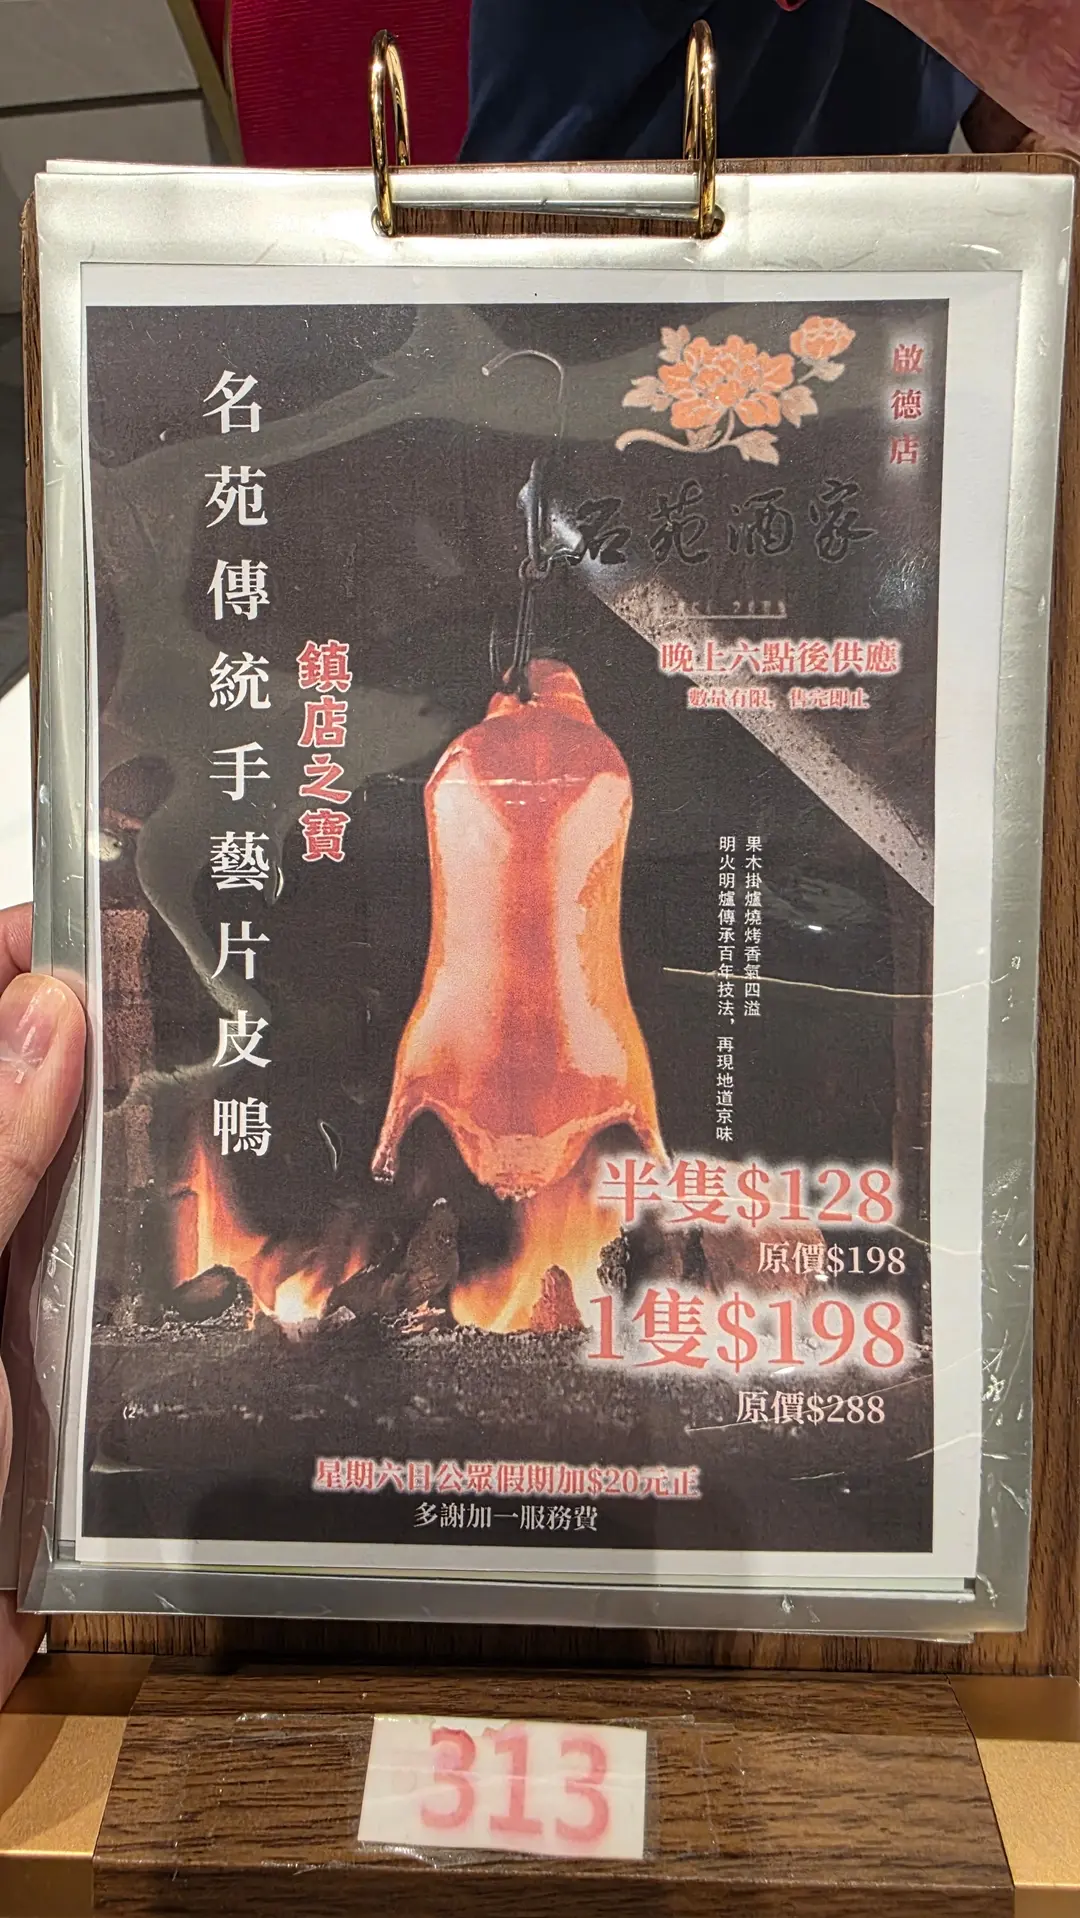 啟德店
名苑酒家
名苑傳統手藝片皮鴨
鎮店之寶
晚上六點後供應
數量有限，售完即止
果木掛爐燒烤香氣四溢
明火明爐傳承百年技法，再現地道京味
半隻$128
原價$198
1隻$198
原價$288
星期六日公眾假期加$20元正
多謝加一服務費
313